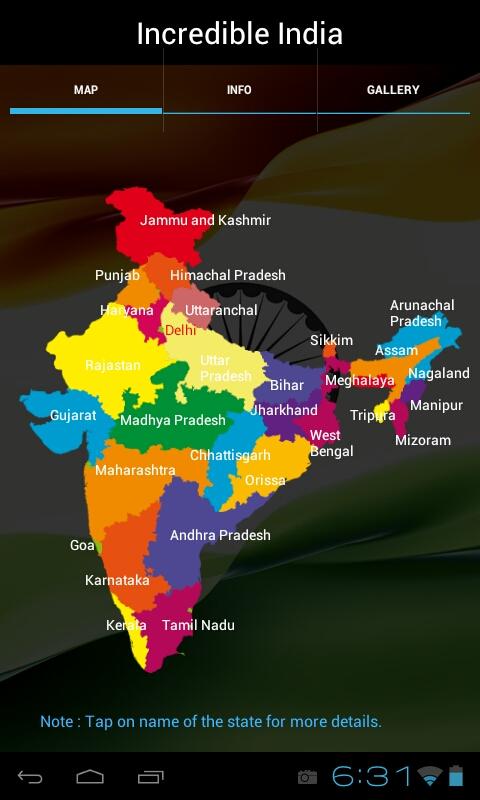 Incredible India
MAP
INFO
GALLERY
Jammu and Kashmir
Punjab
Himachal Pradesh
Haryana
Uttaranchal
Delhi
Arunachal
Pradesh
Sikkim
Assam
Rajastan
Uttar
Pradesh
Bihar
Meghalaya
Nagaland
Gujarat
Madhya Pradesh
Jharkhand
Tripura
Manipur
West
Bengal
Mizoram
Chhattisgarh
Maharashtra
Orissa
Andhra Pradesh
Goa
Karnataka
Kerala
Tamil Nadu
Note : Tap on name of the state for more details.
6:31